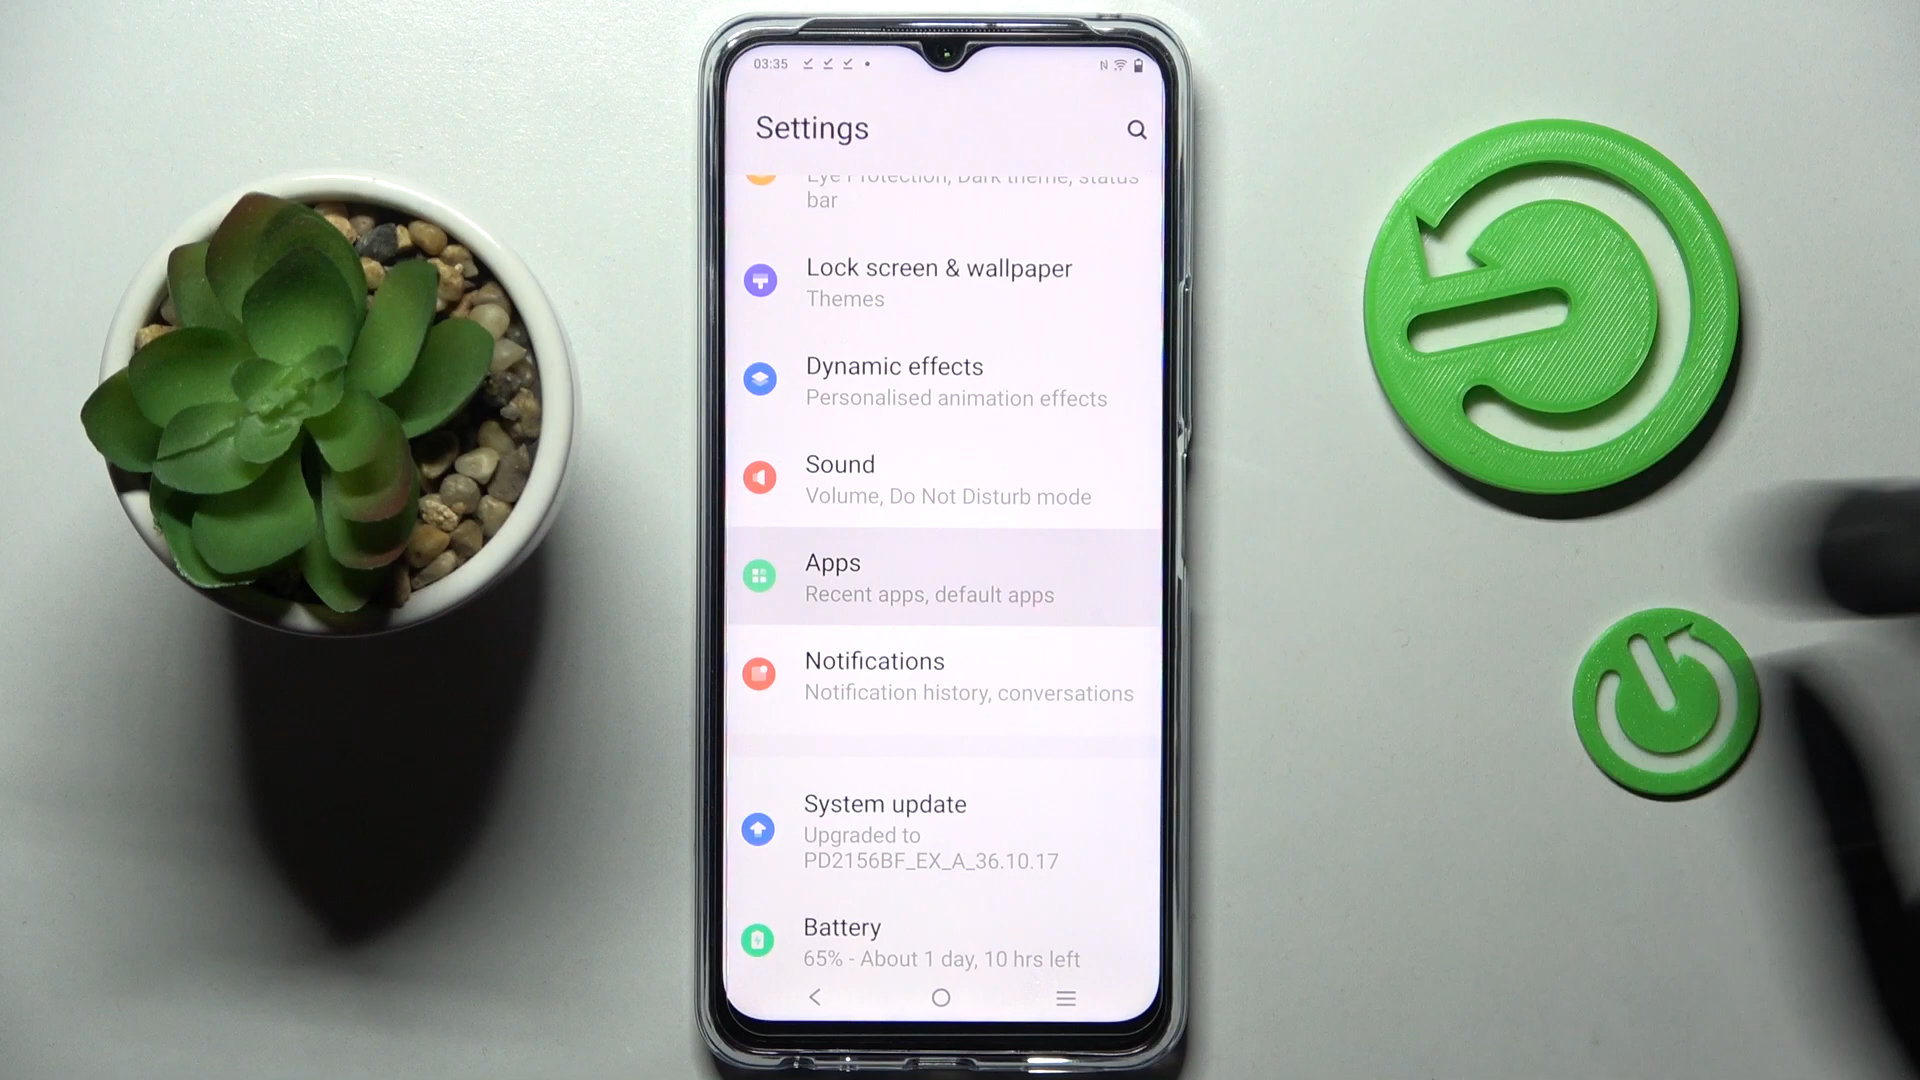 03:35
Settings
Eye Protection, Dark theme, status
bar
Lock screen & wallpaper
Themes
Dynamic effects
Personalised animation effects
Sound
Volume, Do Not Disturb mode
Apps
Recent apps, default apps
Notifications
Notification history, conversations
System update
Upgraded to
PD2156BF_EX_A_36.10.17
Battery
65% - About 1 day, 10 hrs left